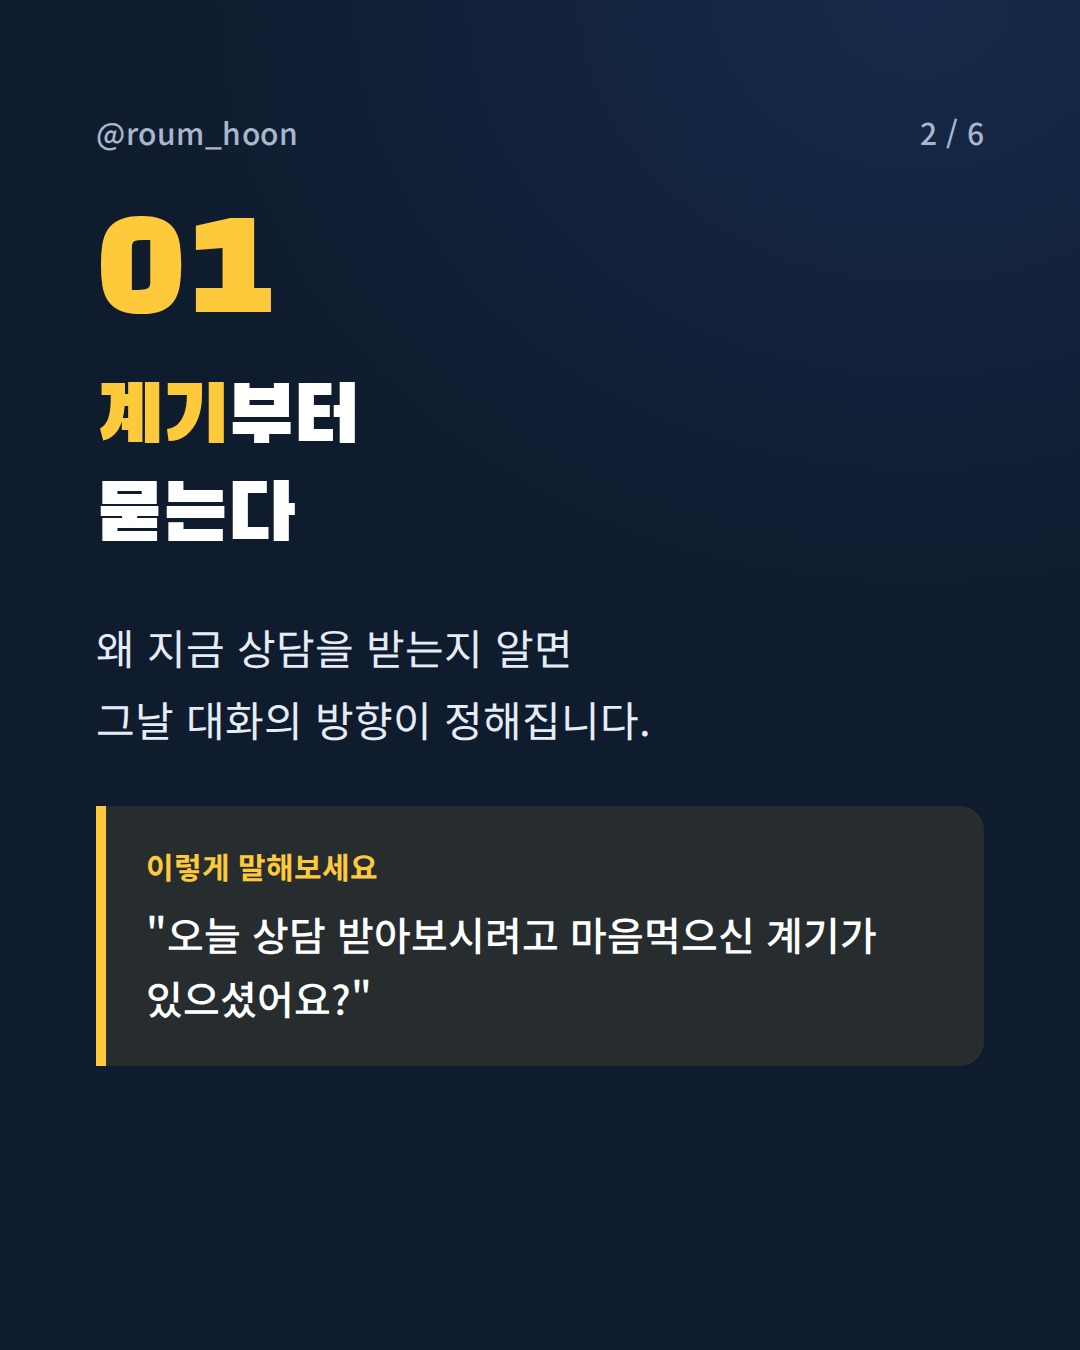 @roum_hoon
2 / 6
01
계기부터
묻는다
왜 지금 상담을 받는지 알면
그날 대화의 방향이 정해집니다.
이렇게 말해보세요
"오늘 상담 받아보시려고 마음먹으신 계기가
있으셨어요?"